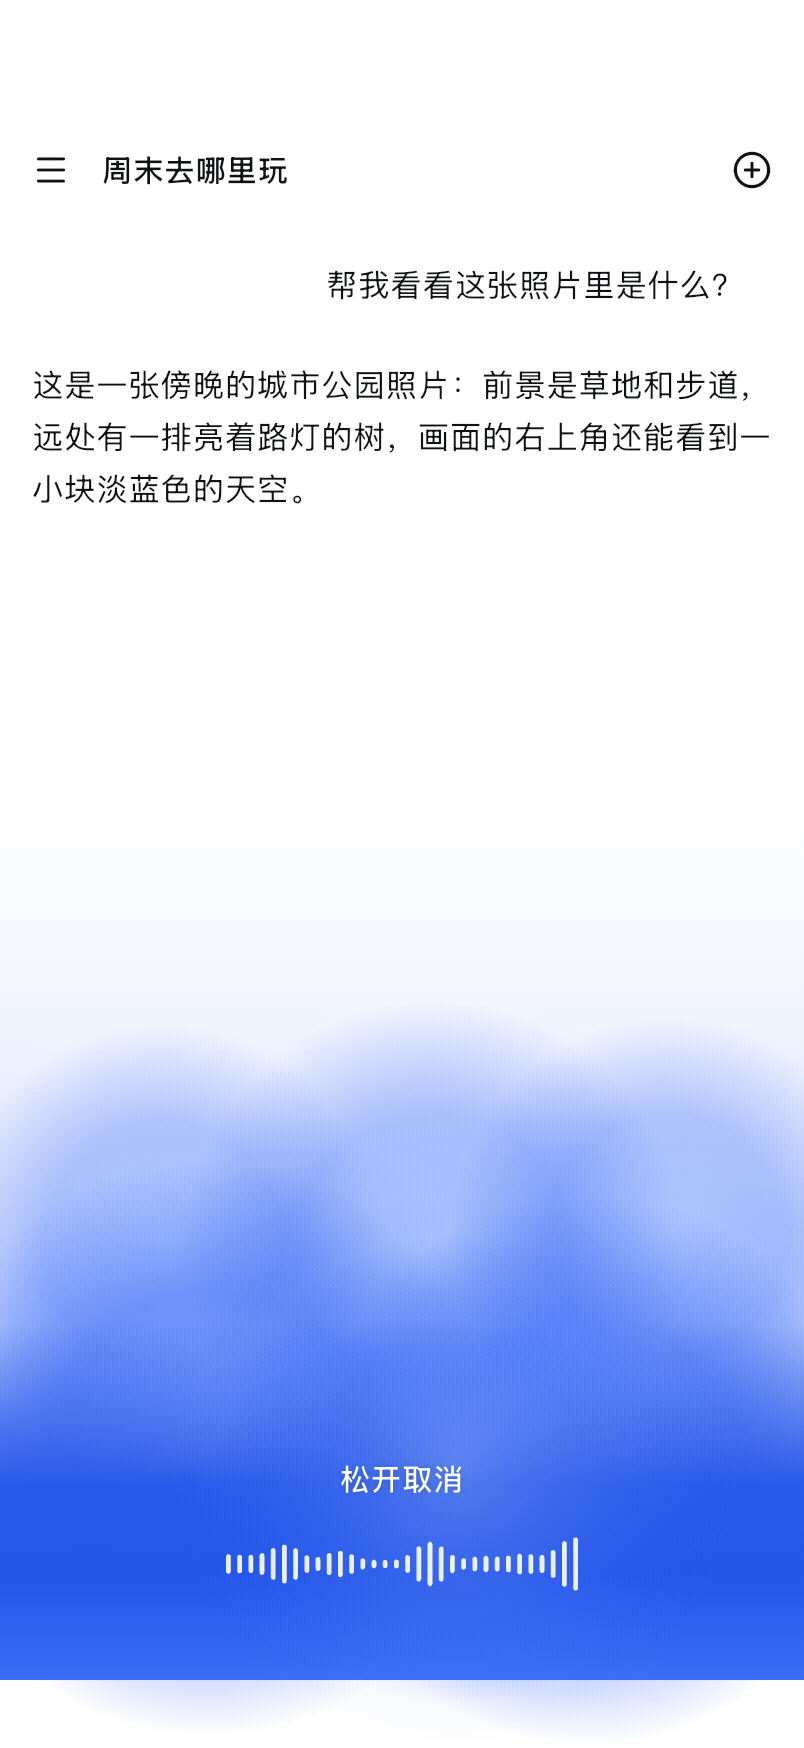 周末去哪里玩
帮我看看这张照片里是什么？
这是一张傍晚的城市公园照片：前景是草地和步道，
远处有一排亮着路灯的树，画面的右上角还能看到一
小块淡蓝色的天空。
松开取消